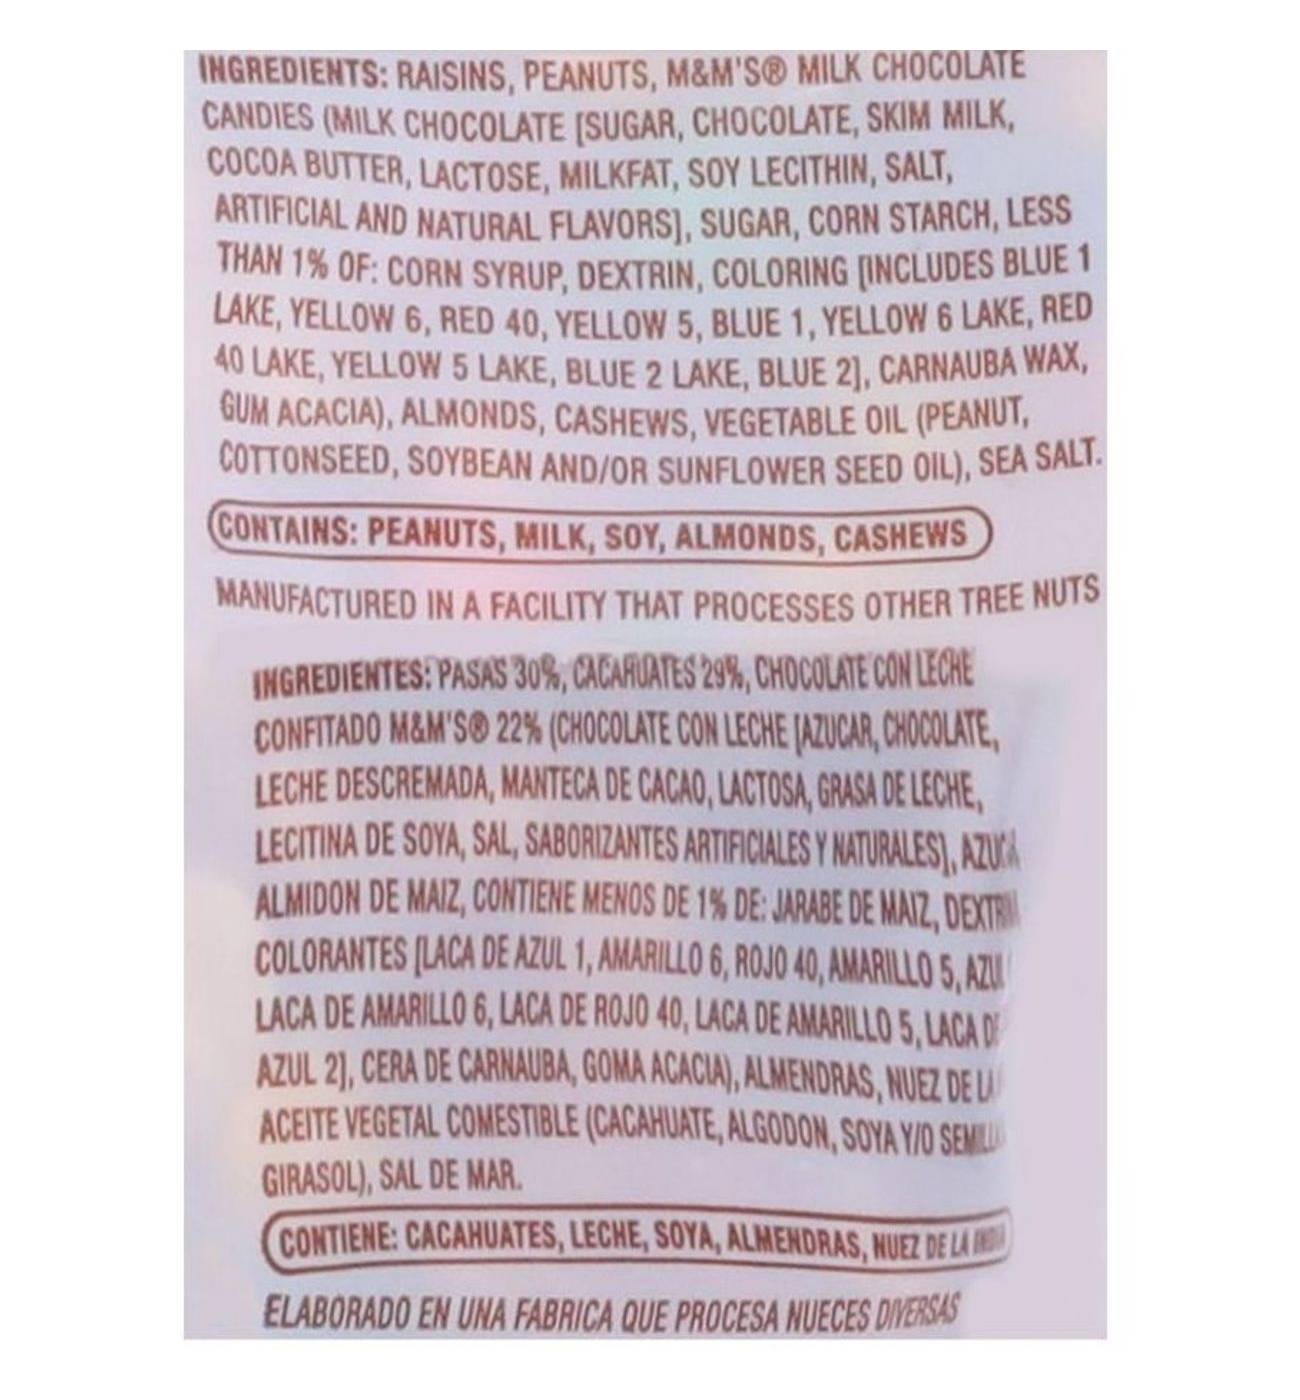 INGREDIENTS: RAISINS, PEANUTS, M&M'S® MILK CHOCOLATE
CANDIES (MILK CHOCOLATE [SUGAR, CHOCOLATE, SKIM MILK,
COCOA BUTTER, LACTOSE, MILKFAT, SOY LECITHIN, SALT,
ARTIFICIAL AND NATURAL FLAVORS], SUGAR, CORN STARCH, LESS
THAN 1% OF: CORN SYRUP, DEXTRIN, COLORING [INCLUDES BLUE 1
LAKE, YELLOW 6, RED 40, YELLOW 5, BLUE 1, YELLOW 6 LAKE, RED
40 LAKE, YELLOW 5 LAKE, BLUE 2 LAKE, BLUE 2], CARNAUBA WAX,
GUM ACACIA), ALMONDS, CASHEWS, VEGETABLE OIL (PEANUT,
COTTONSEED, SOYBEAN AND/OR SUNFLOWER SEED OIL), SEA SALT.
CONTAINS: PEANUTS, MILK, SOY, ALMONDS, CASHEWS
MANUFACTURED IN A FACILITY THAT PROCESSES OTHER TREE NUTS
INGREDIENTES: PASAS 30%, CACAHUATES 29%, CHOCOLATE CON LECHE
CONFITADO M&M'S® 22% (CHOCOLATE CON LECHE [AZUCAR, CHOCOLATE,
LECHE DESCREMADA, MANTECA DE CACAO, LACTOSA, GRASA DE LECHE,
LECITINA DE SOYA, SAL, SABORIZANTES ARTIFICIALES Y NATURALES],
ALMIDON DE MAIZ, CONTIENE MENOS DE 1% DE: JARABE DE MAIZ,
COLORANTES [LACA DE AZUL 1, AMARILLO 6, ROJO 40, AMARILLO 5, AZUL
LACA DE AMARILLO 6, LACA DE ROJO 40, LACA DE AMARILLO 5, LACA DE
AZUL 2], CERA DE CARNAUBA, GOMA ACACIA), ALMENDRAS, NUEZ DE LA
ACEITE VEGETAL COMESTIBLE (CACAHUATE, ALGODON, SOYA Y/O
GIRASOL), SAL DE MAR.
CONTIENE: CACAHUATES, LECHE, SOYA, ALMENDRAS, NUEZ DE LA INDIA
ELABORADO EN UNA FABRICA QUE PROCESA NUECES DIVERSAS